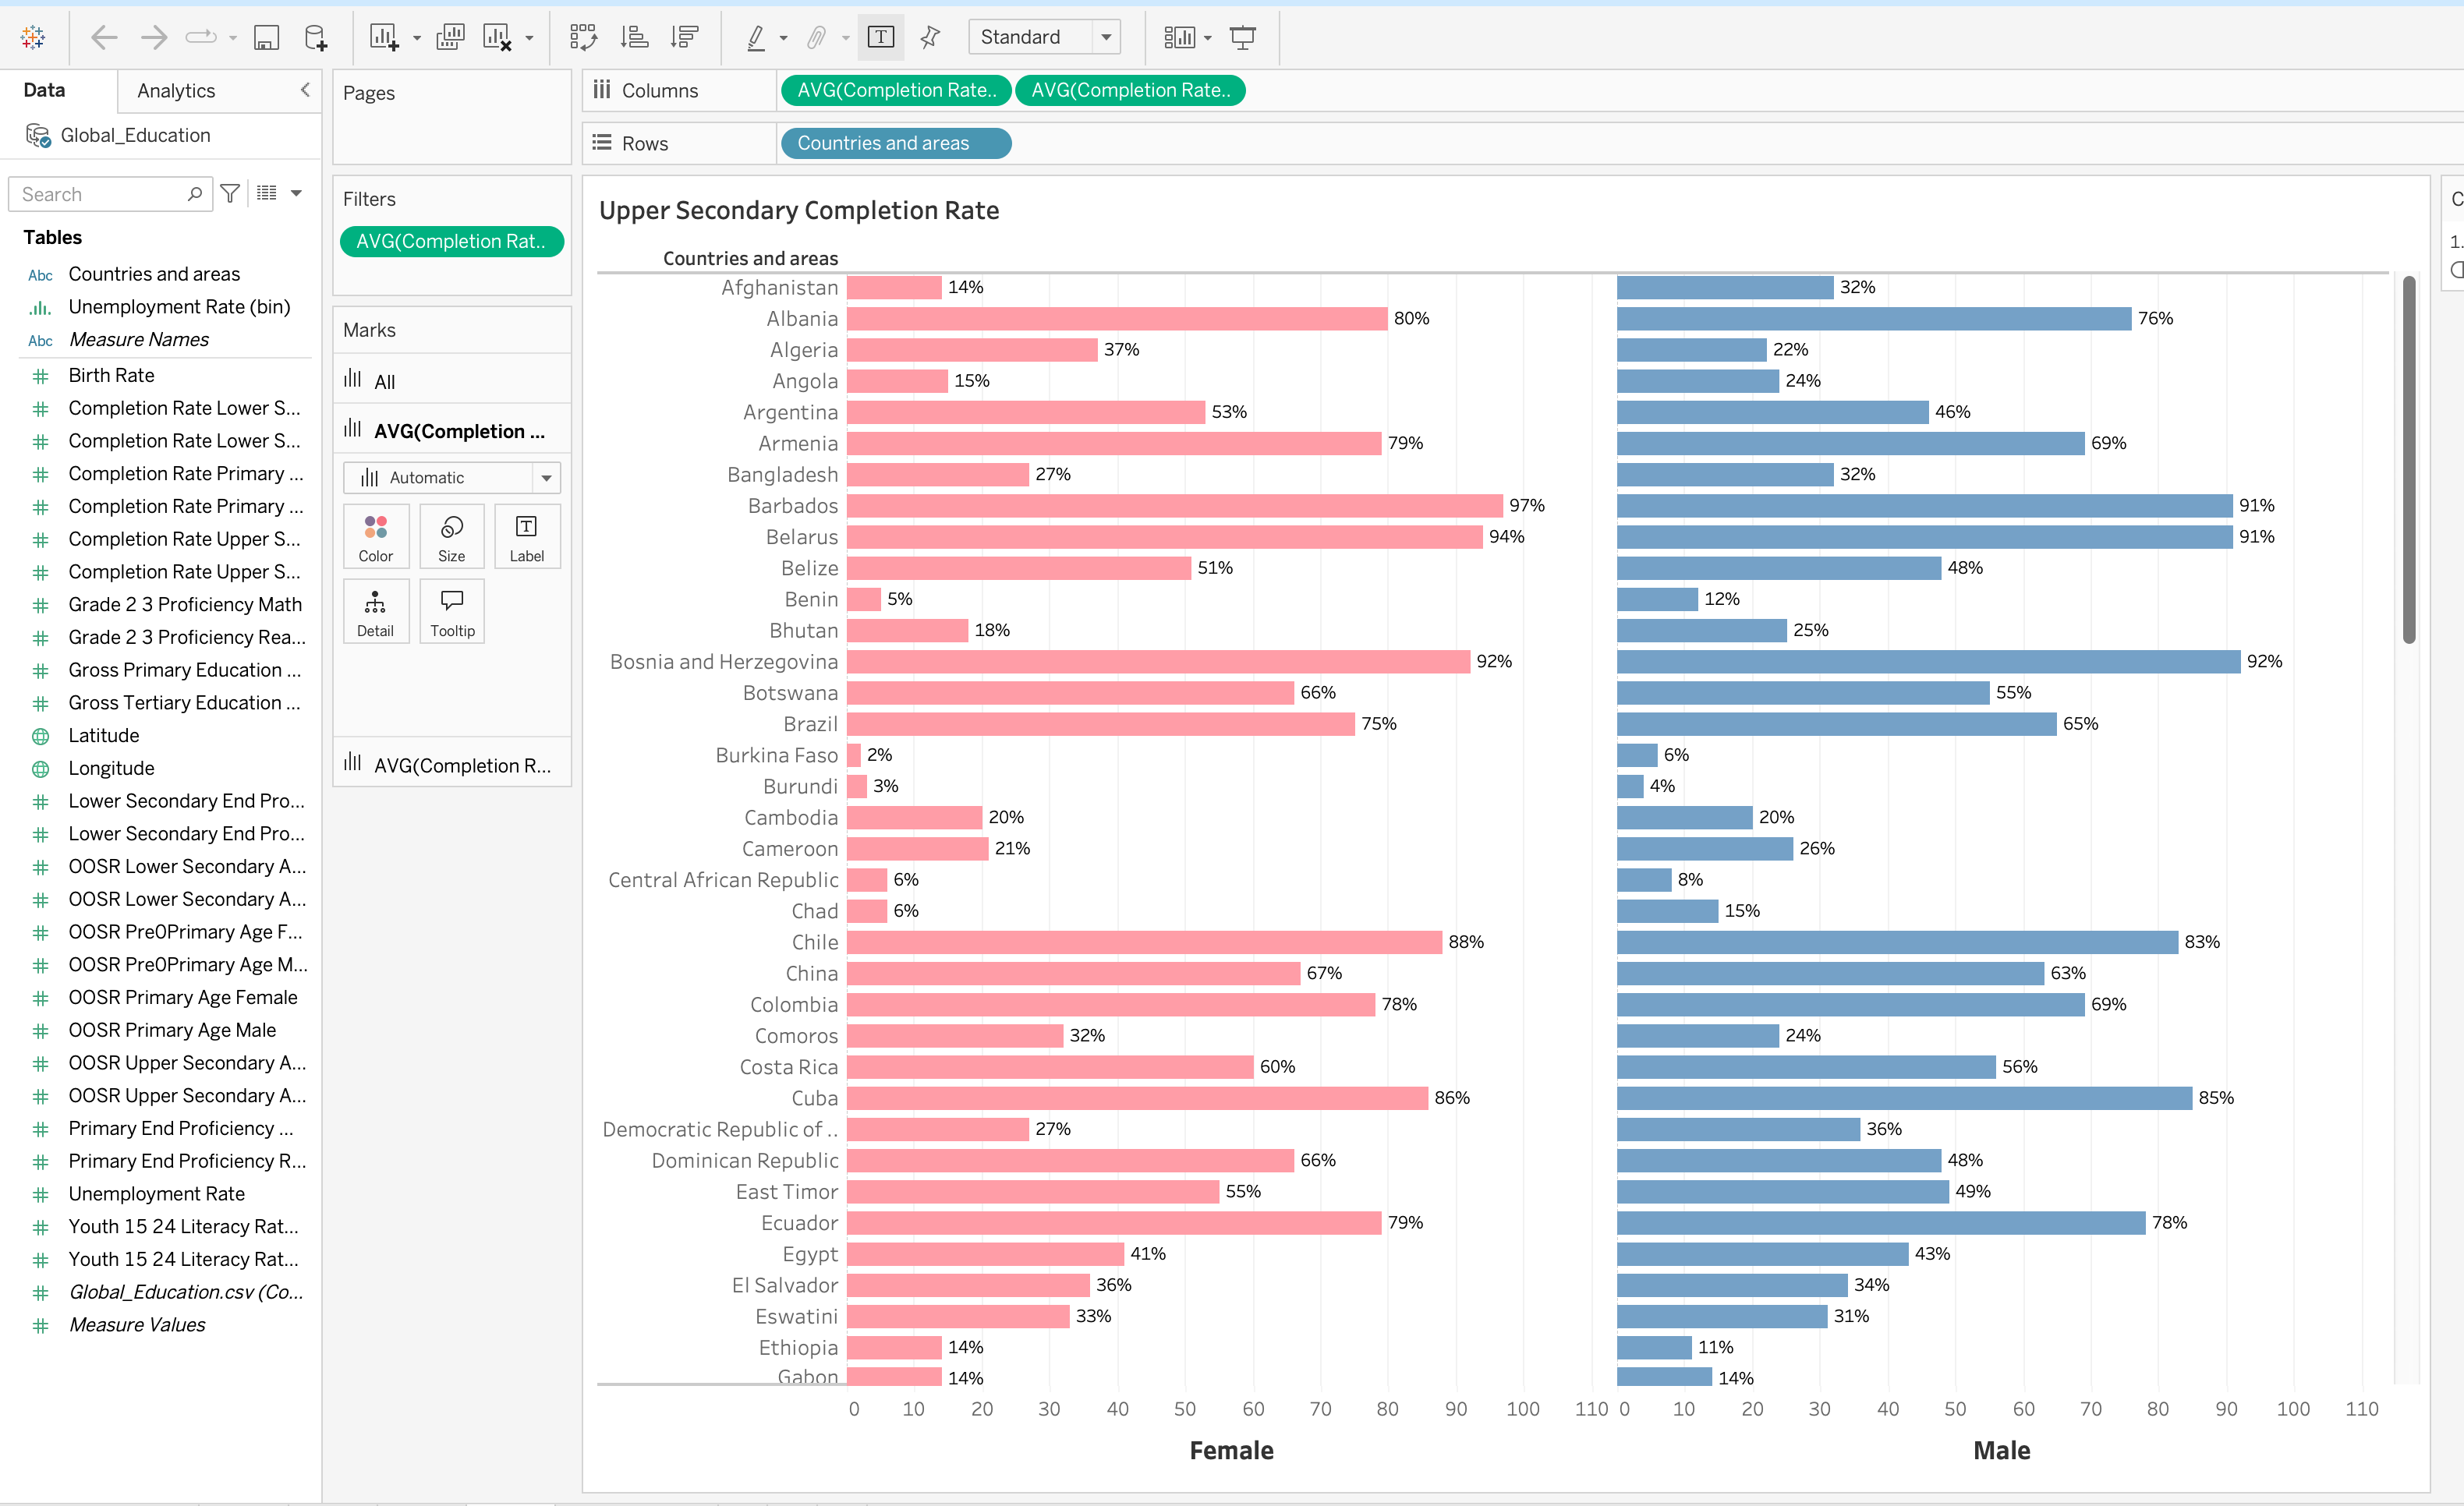 Standard
Data
Analytics
Global_Education
Search
Tables
Abc Countries and areas
Unemployment Rate (bin)
Abc Measure Names
Birth Rate
Completion Rate Lower S...
Completion Rate Lower S...
Completion Rate Primary ...
Completion Rate Primary ...
Completion Rate Upper S...
Completion Rate Upper S...
Grade 2 3 Proficiency Math
Grade 2 3 Proficiency Rea...
Gross Primary Education ...
Gross Tertiary Education ...
Latitude
Longitude
Lower Secondary End Pro...
Lower Secondary End Pro...
OOSR Lower Secondary A...
OOSR Lower Secondary A...
OOSR Pre0Primary Age F...
OOSR Pre0Primary Age M...
OOSR Primary Age Female
OOSR Primary Age Male
OOSR Upper Secondary A...
OOSR Upper Secondary A...
Primary End Proficiency ...
Primary End Proficiency R...
Unemployment Rate
Youth 15 24 Literacy Rat...
Youth 15 24 Literacy Rat...
Global_Education.csv (Co...
Measure Values
Pages
Filters
AVG(Completion Rat..
Marks
All
AVG(Completion ...
Automatic
Color Size Label
Detail Tooltip
AVG(Completion R...
Columns AVG(Completion Rate.. AVG(Completion Rate..
Rows Countries and areas
Upper Secondary Completion Rate
Countries and areas
Afghanistan 14% 32%
Albania 80% 76%
Algeria 37% 22%
Angola 15% 24%
Argentina 53% 46%
Armenia 79% 69%
Bangladesh 27% 32%
Barbados 97% 91%
Belarus 94% 91%
Belize 51% 48%
Benin 5% 12%
Bhutan 18% 25%
Bosnia and Herzegovina 92% 92%
Botswana 66% 55%
Brazil 75% 65%
Burkina Faso 2% 6%
Burundi 3% 4%
Cambodia 20% 20%
Cameroon 21% 26%
Central African Republic 6% 8%
Chad 6% 15%
Chile 88% 83%
China 67% 63%
Colombia 78% 69%
Comoros 32% 24%
Costa Rica 60% 56%
Cuba 86% 85%
Democratic Republic of .. 27% 36%
Dominican Republic 66% 48%
East Timor 55% 49%
Ecuador 79% 78%
Egypt 41% 43%
El Salvador 36% 34%
Eswatini 33% 31%
Ethiopia 14% 11%
Gabon 14% 14%
0 10 20 30 40 50 60 70 80 90 100 110 0 10 20 30 40 50 60 70 80 90 100 110
Female Male